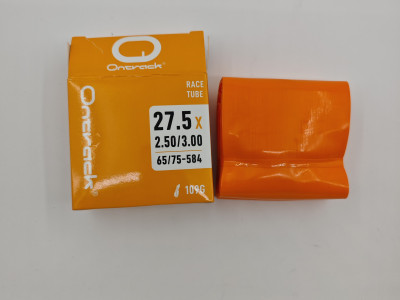 Ontrack
RACE
TUBE
27.5 x
2.50/3.00
65/75-584
109G
Ontrack